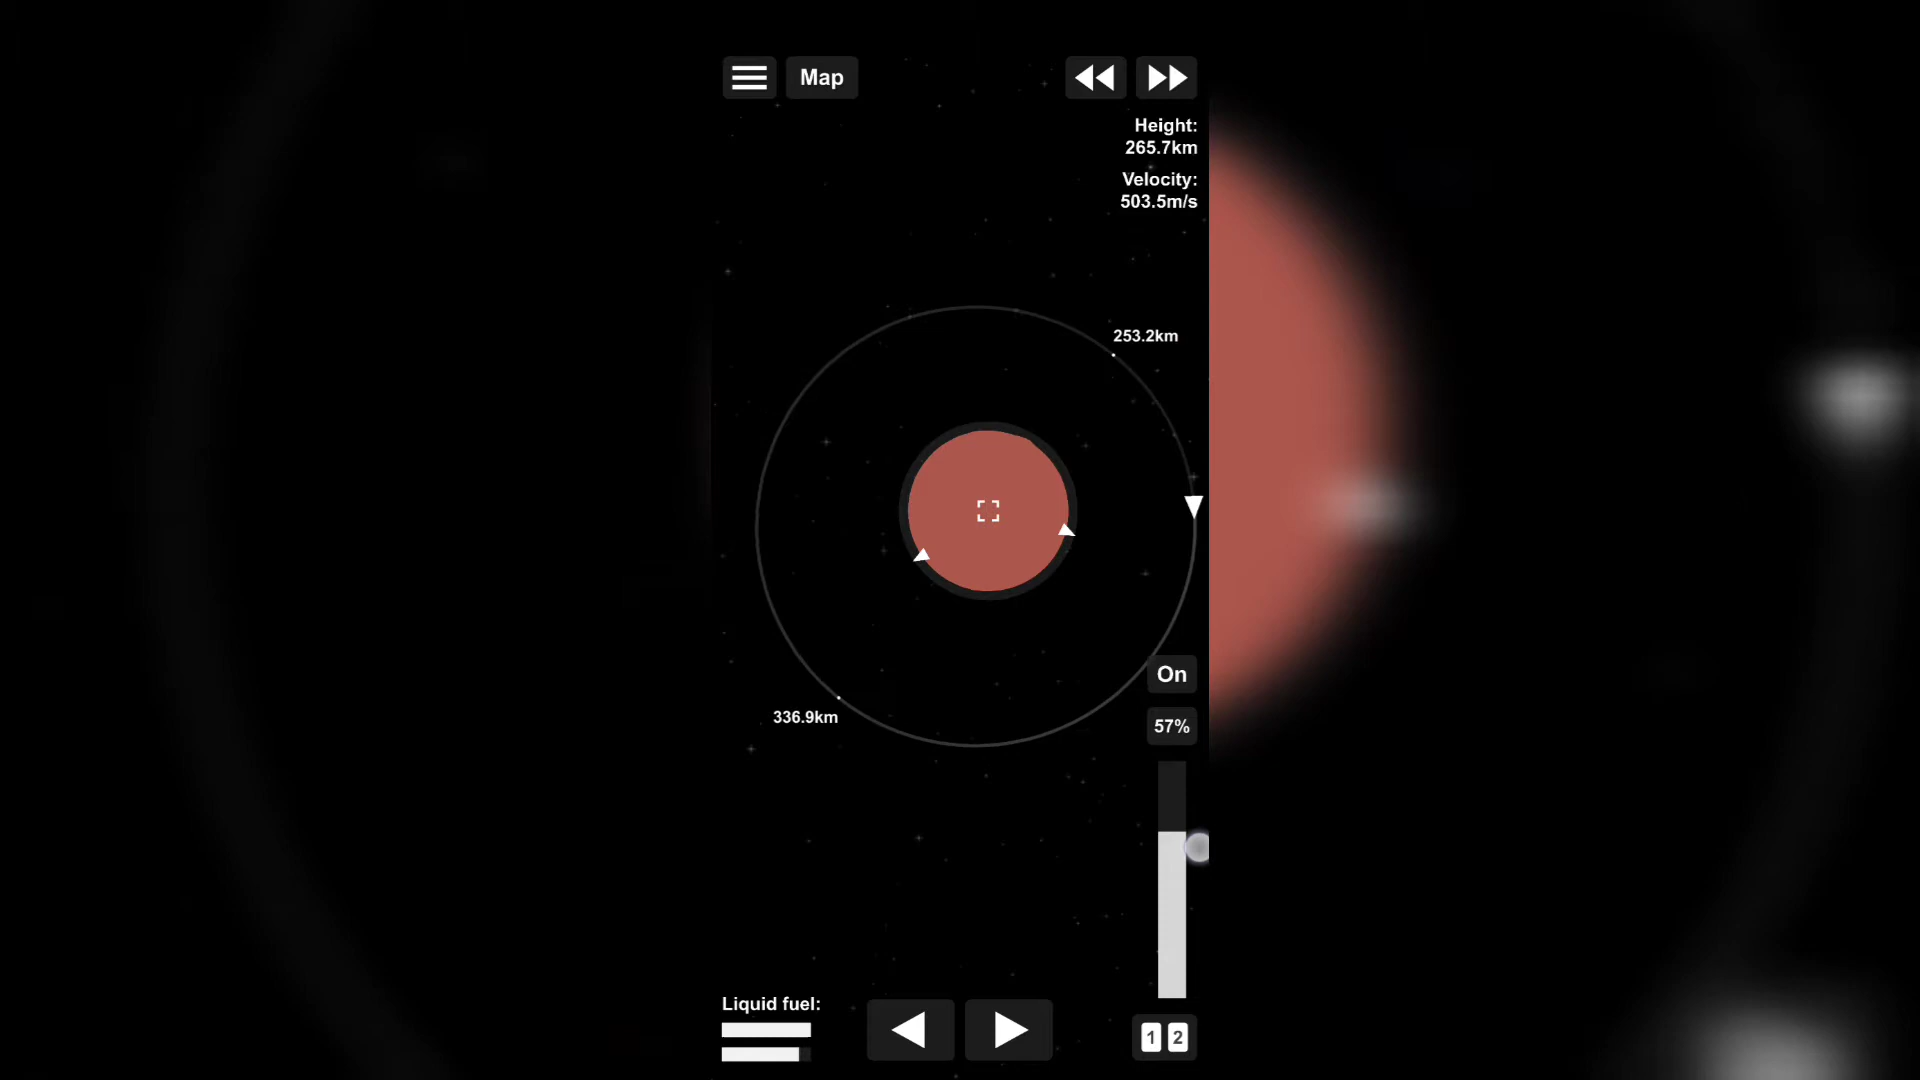 Map
Height:
265.7km
Velocity:
503.5m/s
253.2km
336.9km
On
57%
Liquid fuel:
1 2